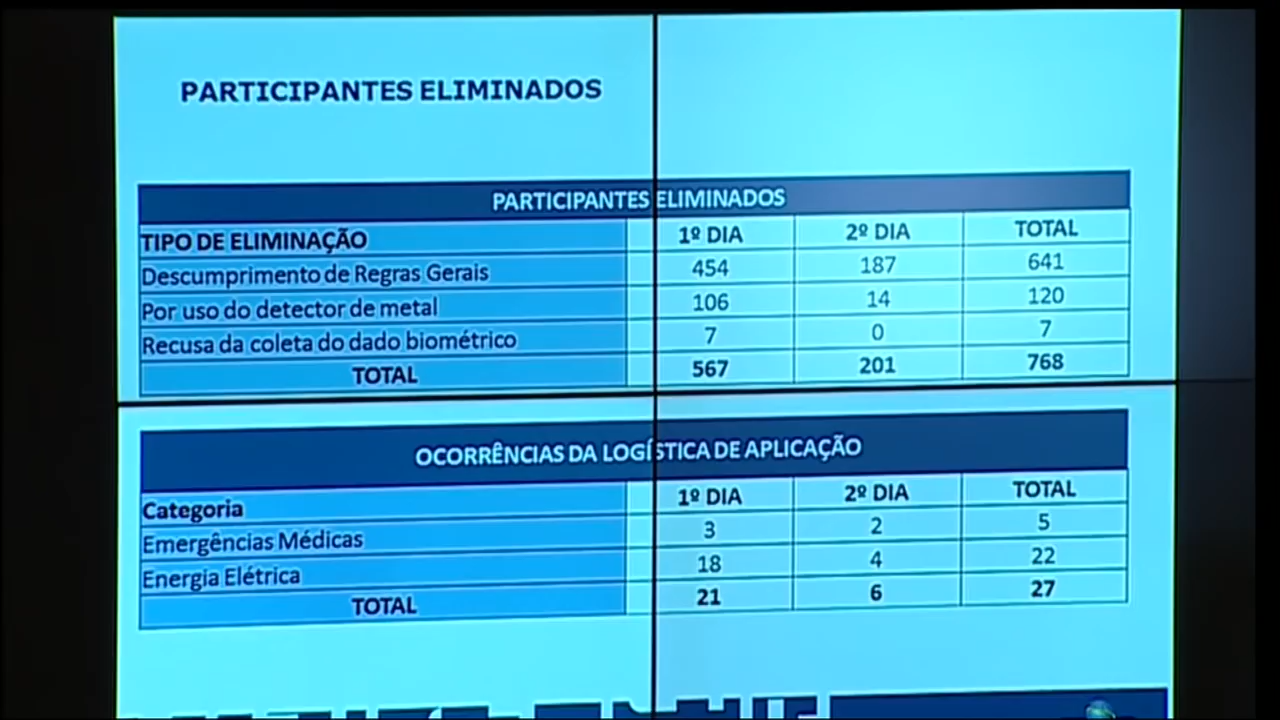 PARTICIPANTES ELIMINADOS
PARTICIPANTES ELIMINADOS
TIPO DE ELIMINAÇÃO 1º DIA 2º DIA TOTAL
Descumprimento de Regras Gerais 454 187 641
Por uso do detector de metal 106 14 120
Recusa da coleta do dado biométrico 7 0 7
TOTAL 567 201 768
OCORRÊNCIAS DA LOGÍSTICA DE APLICAÇÃO
Categoria 1º DIA 2º DIA TOTAL
Emergências Médicas 3 2 5
Energia Elétrica 18 4 22
TOTAL 21 6 27